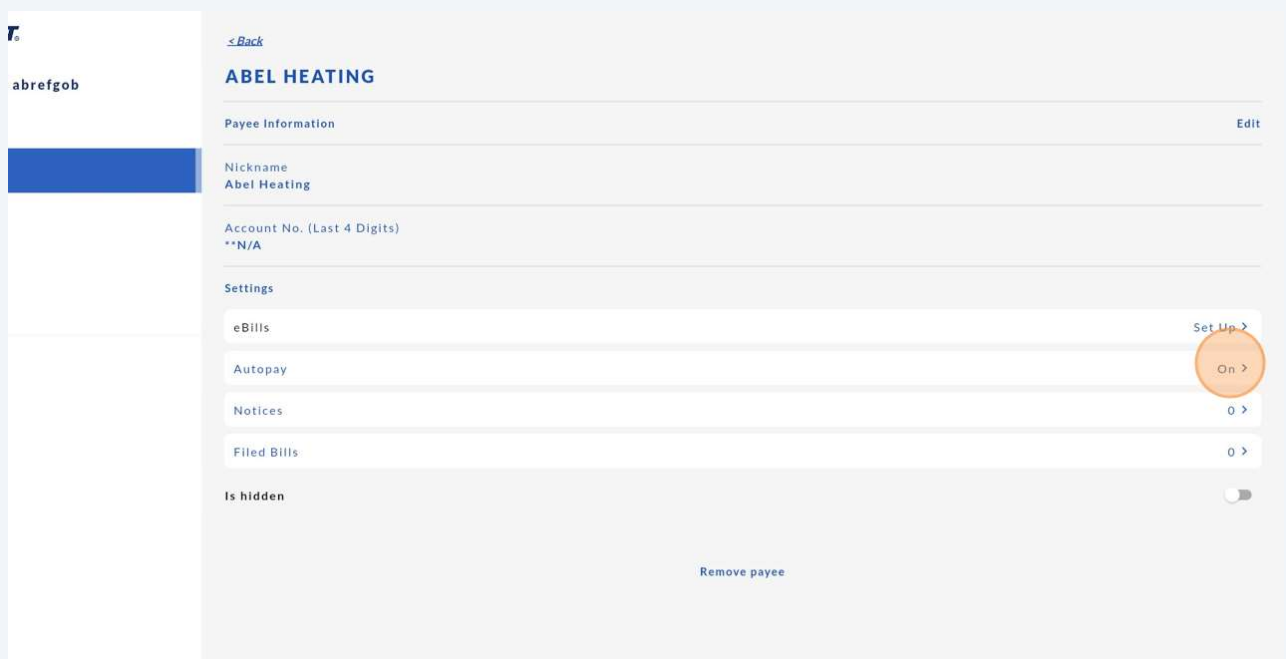 T.
< Back
abrefgob
ABEL HEATING
Payee Information Edit
Nickname
Abel Heating
Account No. (Last 4 Digits)
**N/A
Settings
eBills Set Up >
Autopay On >
Notices 0 >
Filed Bills 0 >
Is hidden
Remove payee